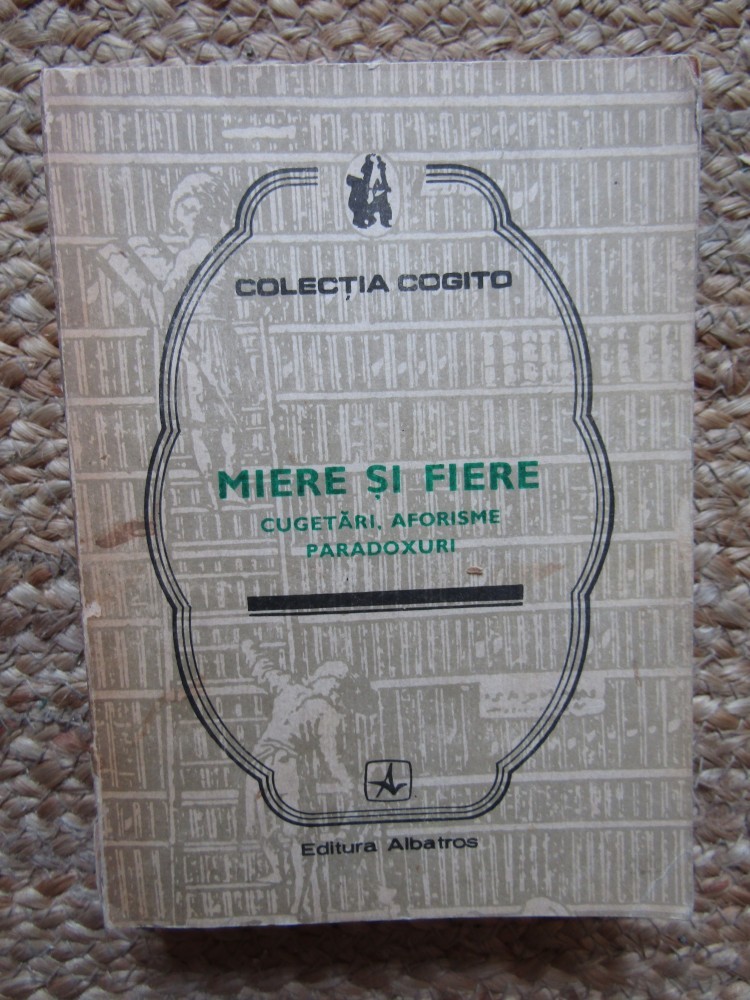 COLECȚIA COGITO
MIERE ȘI FIERE
CUGETĂRI, AFORISME
PARADOXURI
Editura Albatros